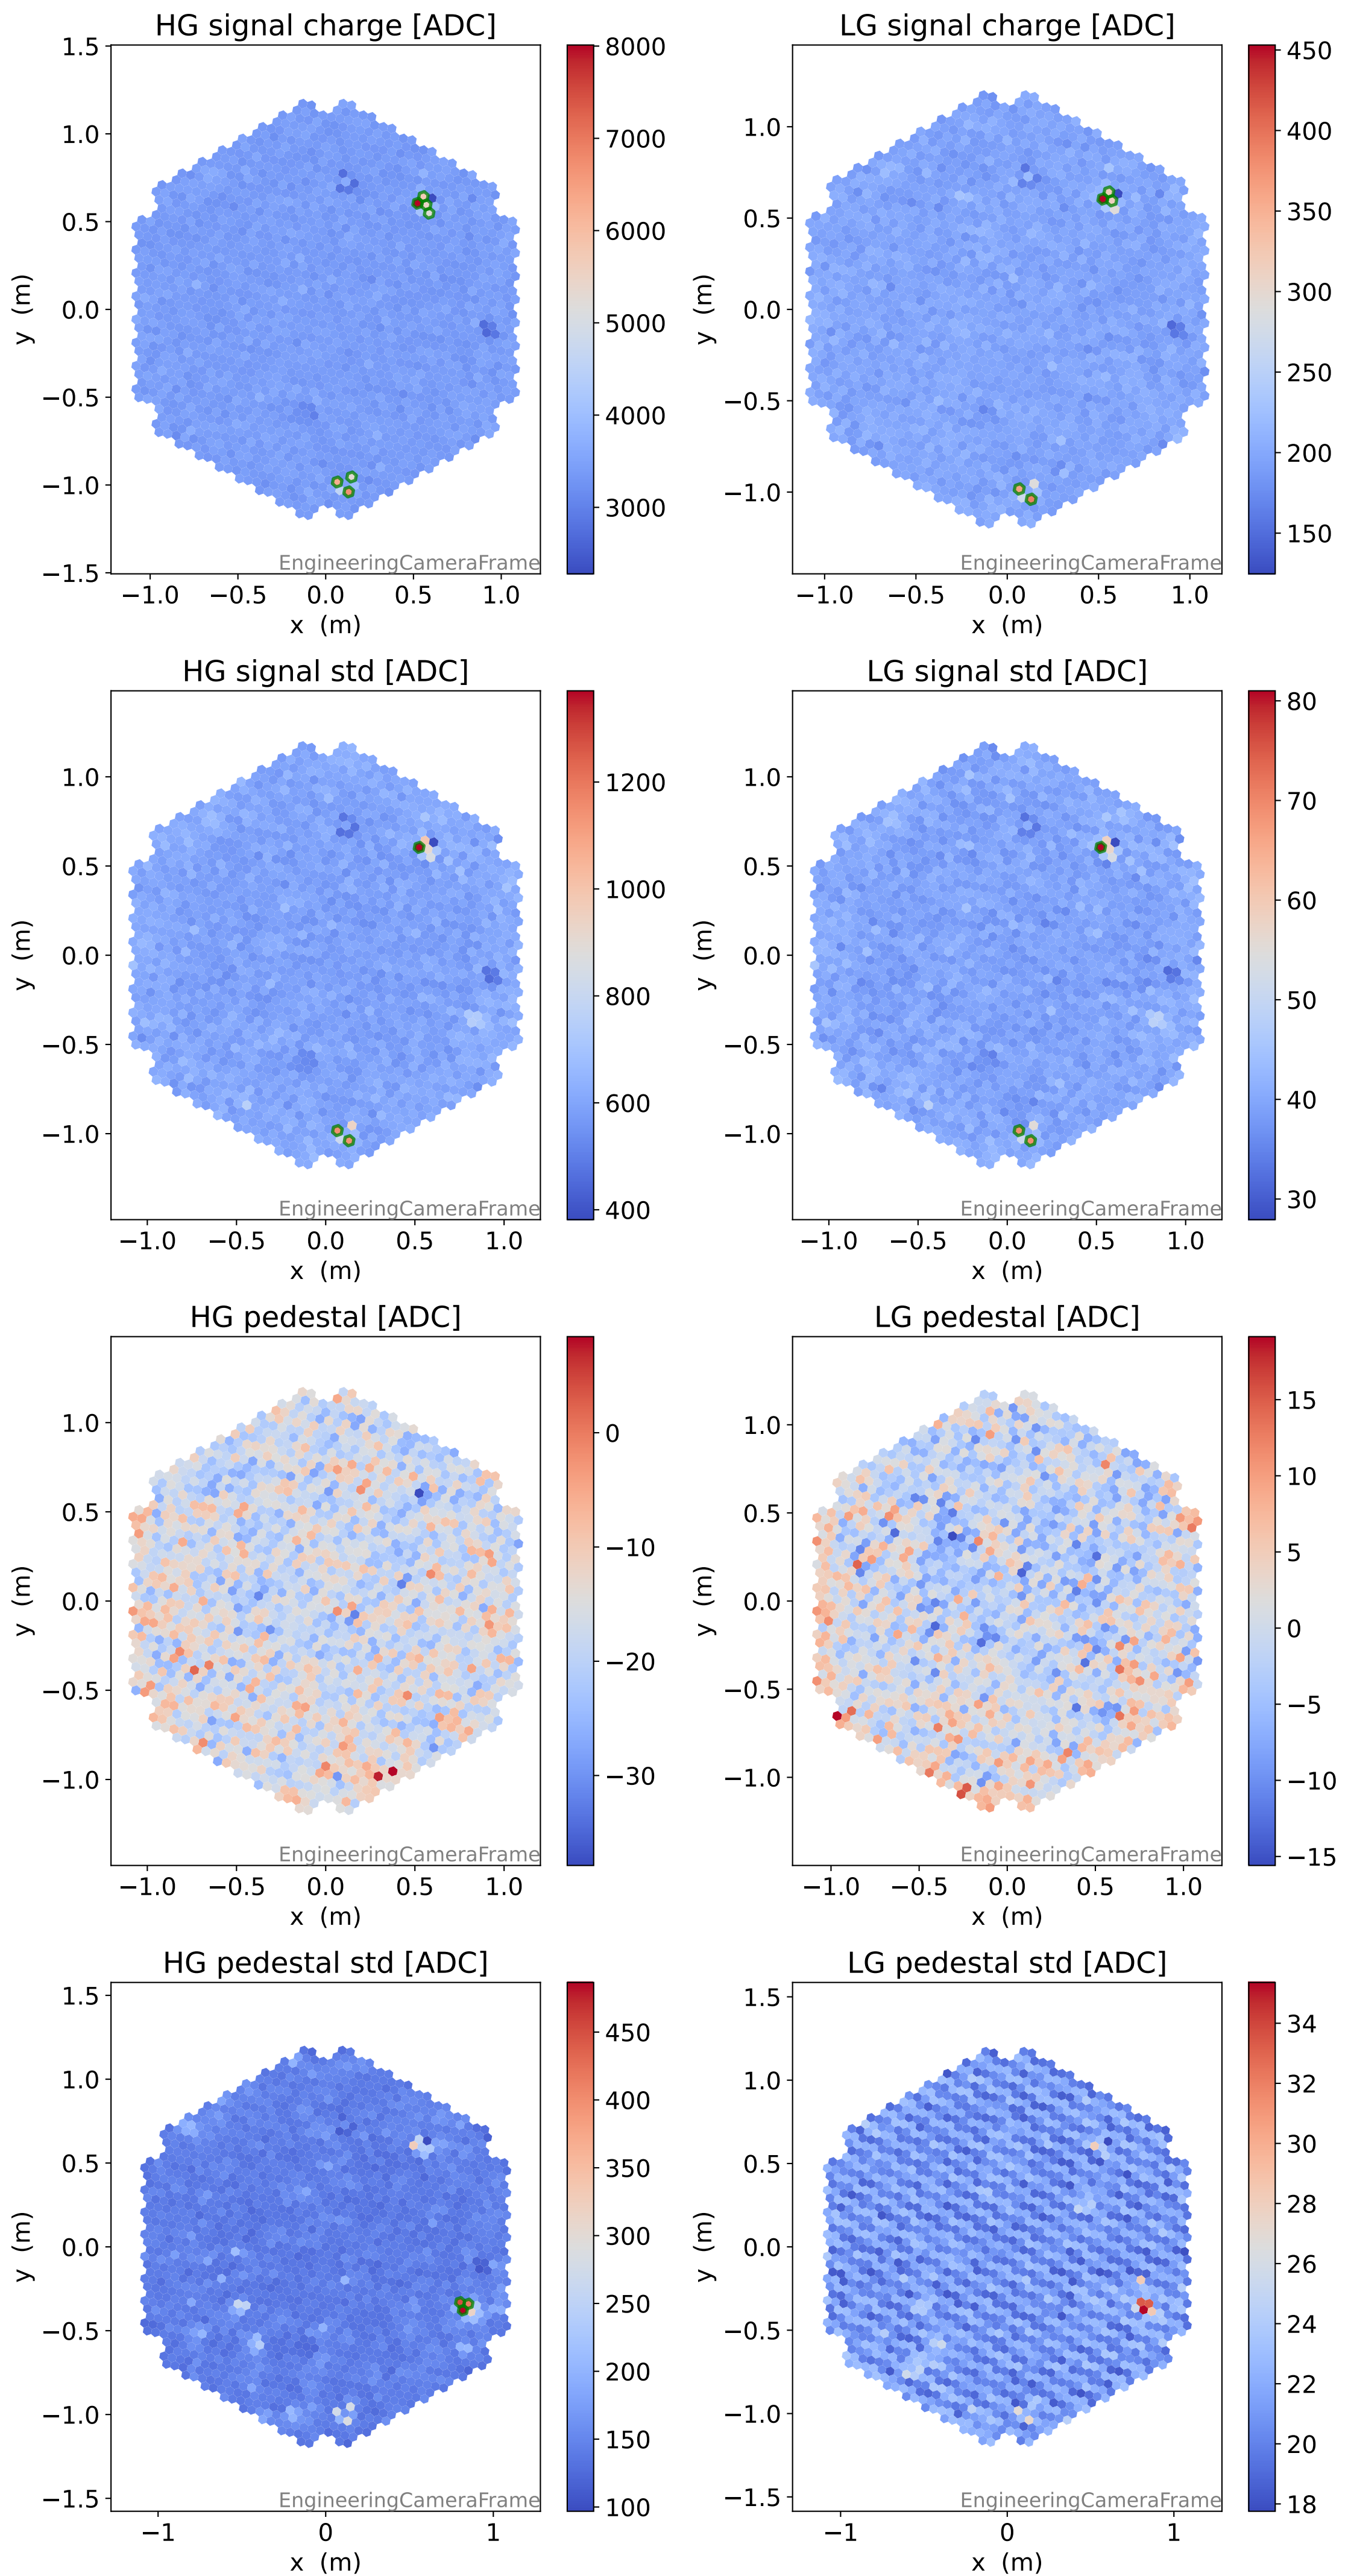 HG signal charge [ADC]
1.5
1.0
0.5
0.0
−0.5
−1.0
−1.5
y (m)
−1.0 −0.5 0.0 0.5 1.0
x (m)
EngineeringCameraFrame
8000
7000
6000
5000
4000
3000
LG signal charge [ADC]
1.0
0.5
0.0
−0.5
−1.0
y (m)
−1.0 −0.5 0.0 0.5 1.0
x (m)
EngineeringCameraFrame
450
400
350
300
250
200
150
HG signal std [ADC]
1.0
0.5
0.0
−0.5
−1.0
y (m)
−1.0 −0.5 0.0 0.5 1.0
x (m)
EngineeringCameraFrame
1200
1000
800
600
400
LG signal std [ADC]
1.0
0.5
0.0
−0.5
−1.0
y (m)
−1.0 −0.5 0.0 0.5 1.0
x (m)
EngineeringCameraFrame
80
70
60
50
40
30
HG pedestal [ADC]
1.0
0.5
0.0
−0.5
−1.0
y (m)
−1.0 −0.5 0.0 0.5 1.0
x (m)
EngineeringCameraFrame
0
−10
−20
−30
LG pedestal [ADC]
1.0
0.5
0.0
−0.5
−1.0
y (m)
−1.0 −0.5 0.0 0.5 1.0
x (m)
EngineeringCameraFrame
15
10
5
0
−5
−10
−15
HG pedestal std [ADC]
1.5
1.0
0.5
0.0
−0.5
−1.0
−1.5
y (m)
−1 0 1
x (m)
EngineeringCameraFrame
450
400
350
300
250
200
150
100
LG pedestal std [ADC]
1.5
1.0
0.5
0.0
−0.5
−1.0
−1.5
y (m)
−1 0 1
x (m)
EngineeringCameraFrame
34
32
30
28
26
24
22
20
18